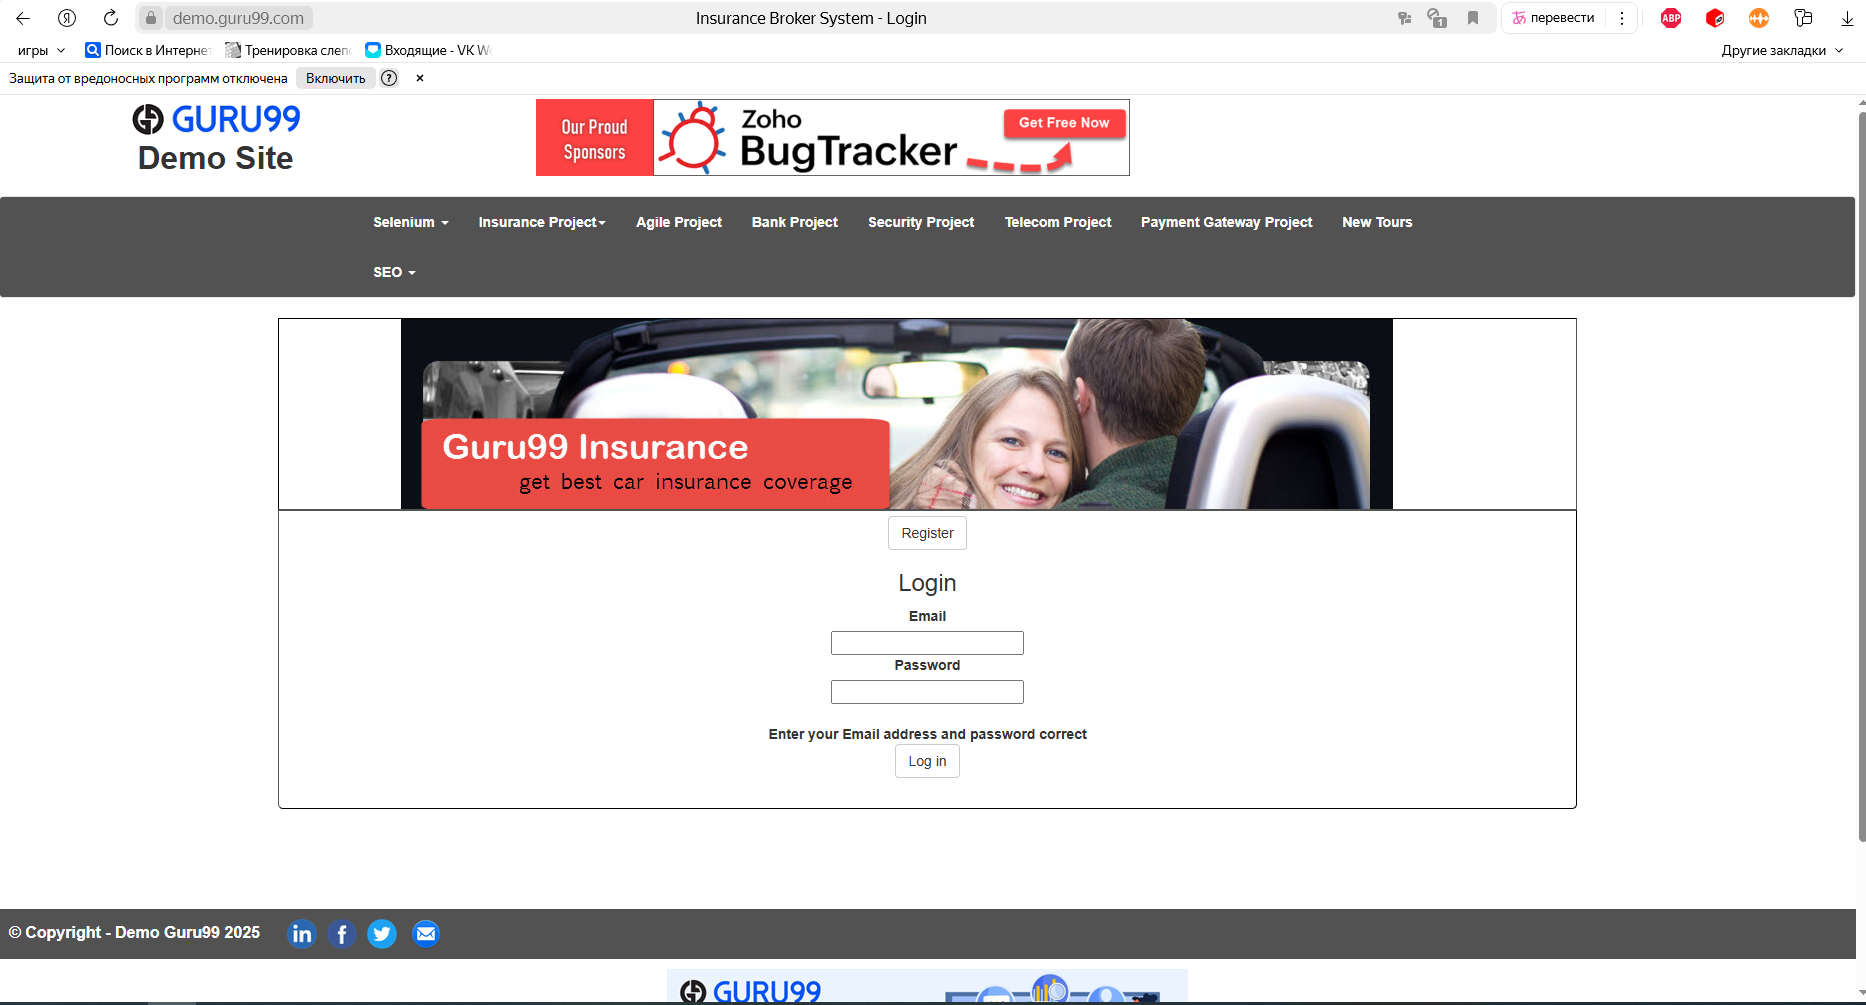 demo.guru99.com
Insurance Broker System - Login
перевести
ABP
игры
Поиск в Интернет
Тренировка слепо
Входящие - VK W
Другие закладки
Защита от вредоносных программ отключена
Включить
GURU99
Demo Site
Our Proud
Sponsors
Zoho
BugTracker
Get Free Now
Selenium
Insurance Project
Agile Project
Bank Project
Security Project
Telecom Project
Payment Gateway Project
New Tours
SEO
Guru99 Insurance
get best car insurance coverage
Register
Login
Email
Password
Enter your Email address and password correct
Log in
© Copyright - Demo Guru99 2025
GURU99